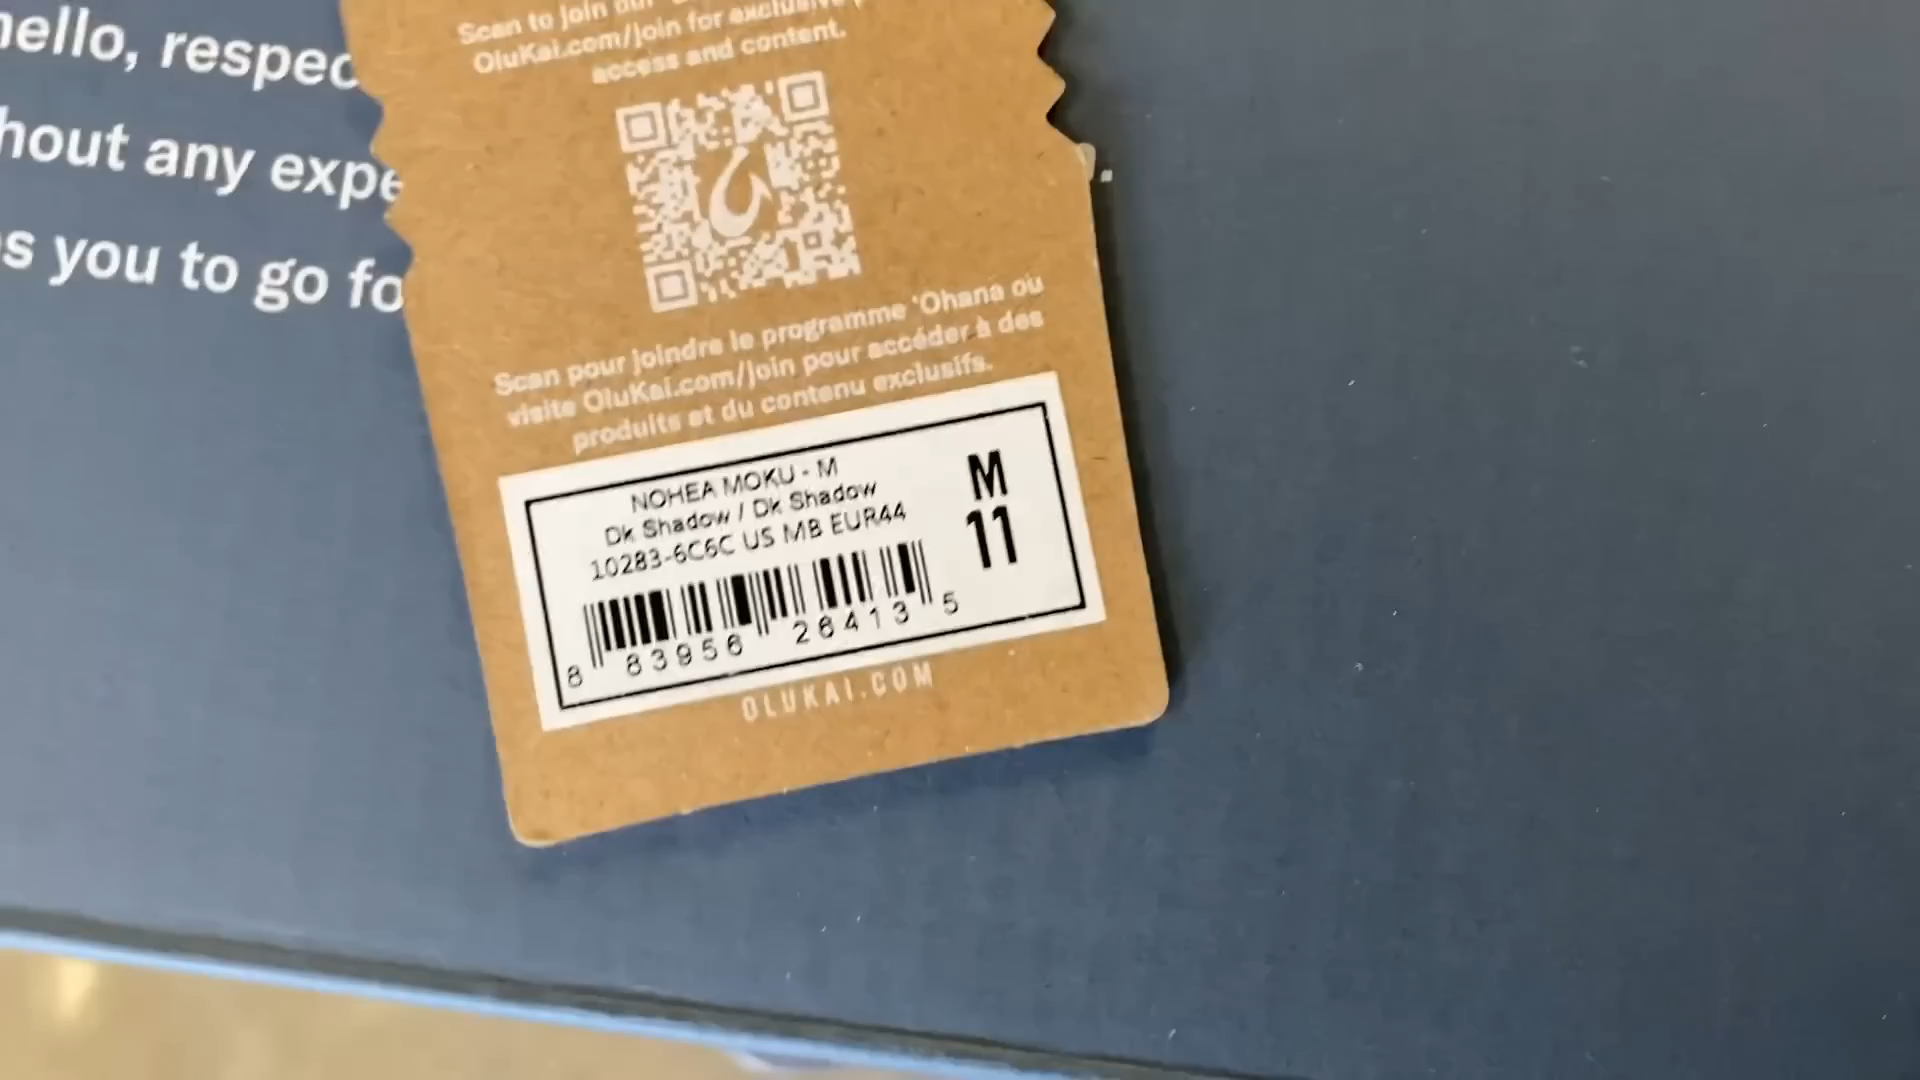 hello, respec
hout any expe
s you to go fo
Scan to join our
OluKai.com/join for exclusive
access and content.
Scan pour joindre le programme 'Ohana ou
visite OluKai.com/join pour accéder à des
produits et du contenu exclusifs.
NOHEA MOKU - M
Dk Shadow / Dk Shadow
10283-6C6C US MB EUR44
M
11
8 83956 26413 5
OLUKAI.COM